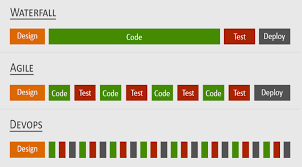 WATERFALL
Design Code Test Deploy
AGILE
Design Code Test Code Test Code Test Code Test Deploy
DEVOPS
Design